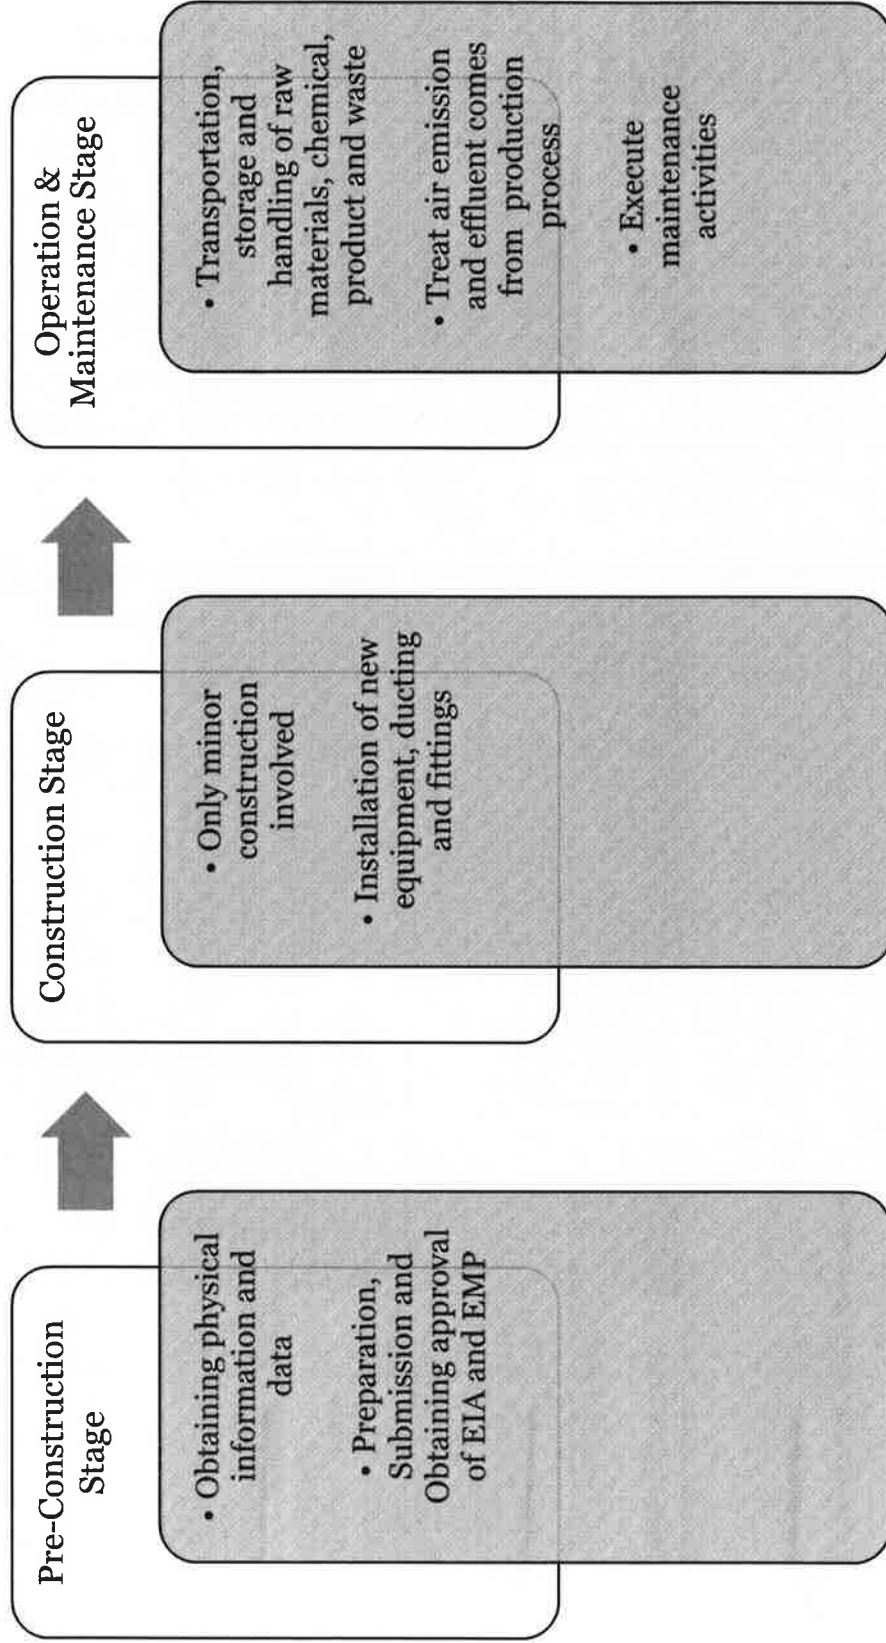 Pre-Construction
Stage
• Obtaining physical
information and
data
• Preparation,
Submission and
Obtaining approval
of EIA and EMP
Construction Stage
• Only minor
construction
involved
• Installation of new
equipment, ducting
and fittings
Operation &
Maintenance Stage
• Transportation,
storage and
handling of raw
materials, chemical,
product and waste
• Treat air emission
and effluent comes
from production
process
• Execute
maintenance
activities